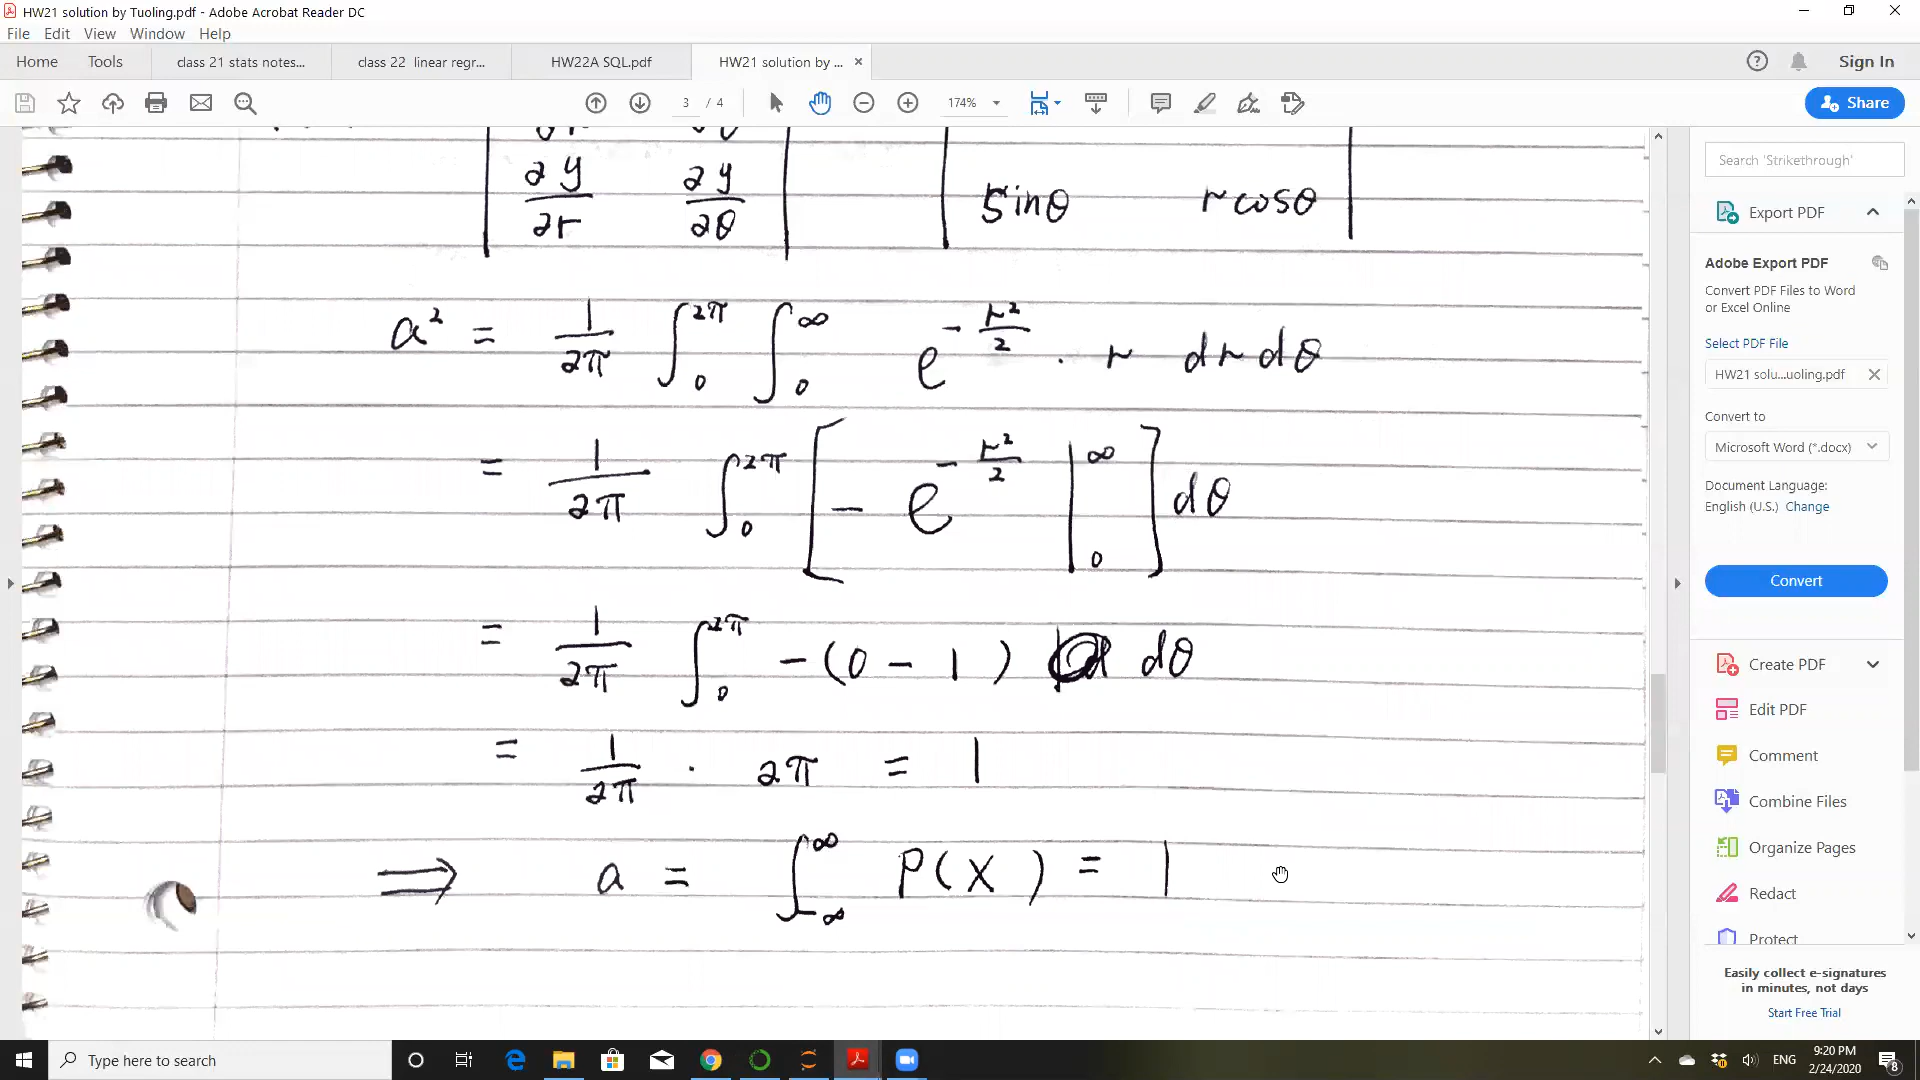 HW21 solution by Tuoling.pdf - Adobe Acrobat Reader DC
File Edit View Window Help
Home Tools class 21 stats notes... class 22 linear regr... HW22A SQL.pdf HW21 solution by ... × Sign In
3 / 4 174% Share
∂y/∂r ∂y/∂θ sinθ r cosθ
a² = 1/2π ∫₀^2π ∫₀^∞ e^(-r²/2) · r dr dθ
= 1/2π ∫₀^2π [ - e^(-r²/2) |₀^∞ ] dθ
= 1/2π ∫₀^2π -(0 - 1) dθ
= 1/2π · 2π = 1
⟹ a = ∫_-∞^∞ P(X) = 1
Search 'Strikethrough'
Export PDF
Adobe Export PDF
Convert PDF Files to Word
or Excel Online
Select PDF File
HW21 solu...uoling.pdf ×
Convert to
Microsoft Word (*.docx)
Document Language:
English (U.S.) Change
Convert
Create PDF
Edit PDF
Comment
Combine Files
Organize Pages
Redact
Protect
Easily collect e-signatures
in minutes, not days
Start Free Trial
Type here to search
ENG
9:20 PM
2/24/2020
8